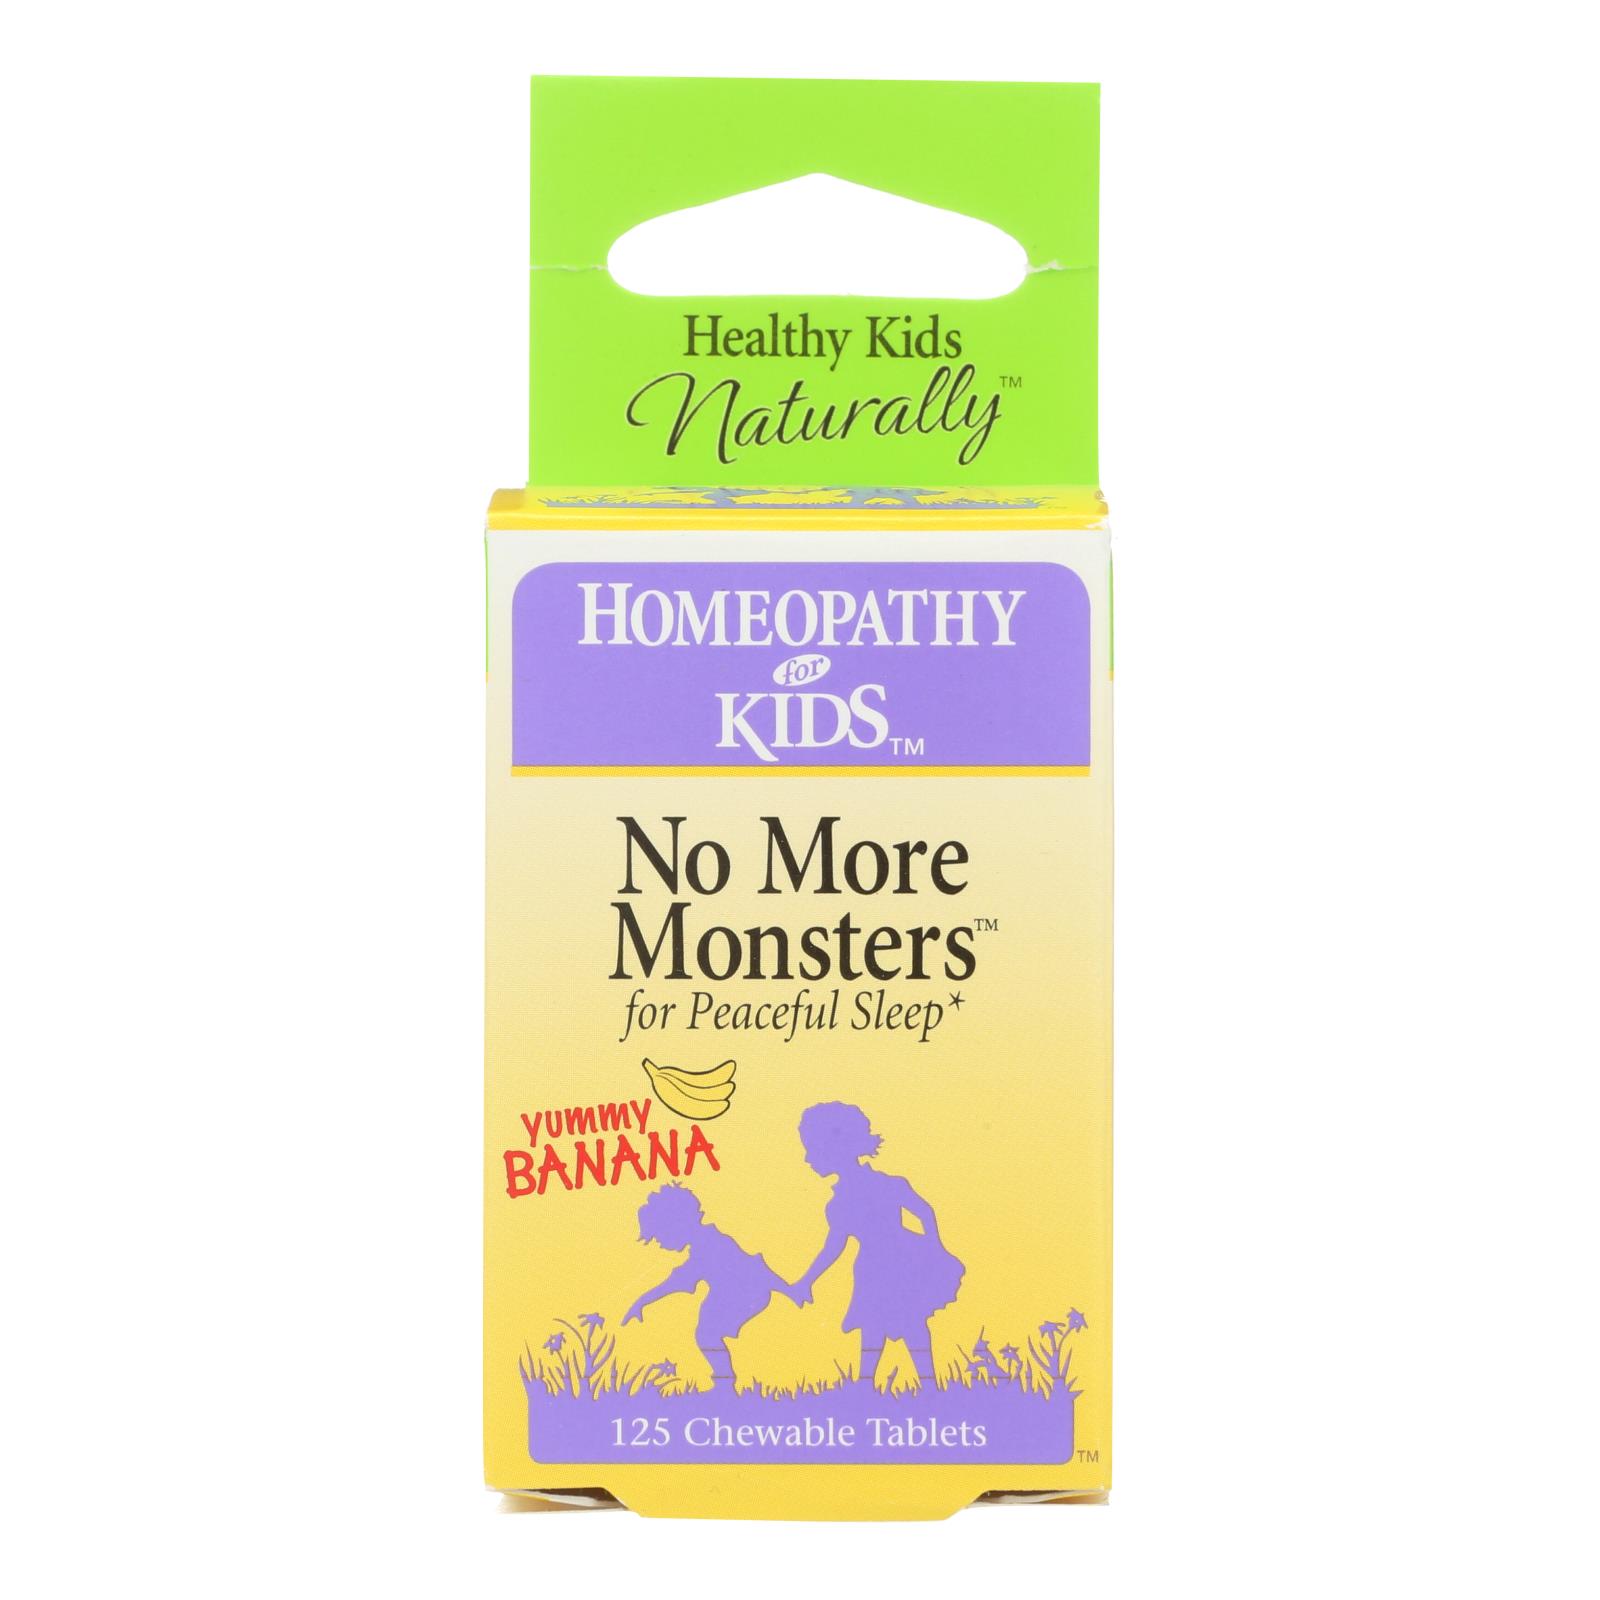 Healthy Kids
Naturally™
HOMEOPATHY
for
KIDS™
No More
Monsters™
for Peaceful Sleep*
yummy
BANANA
125 Chewable Tablets
™